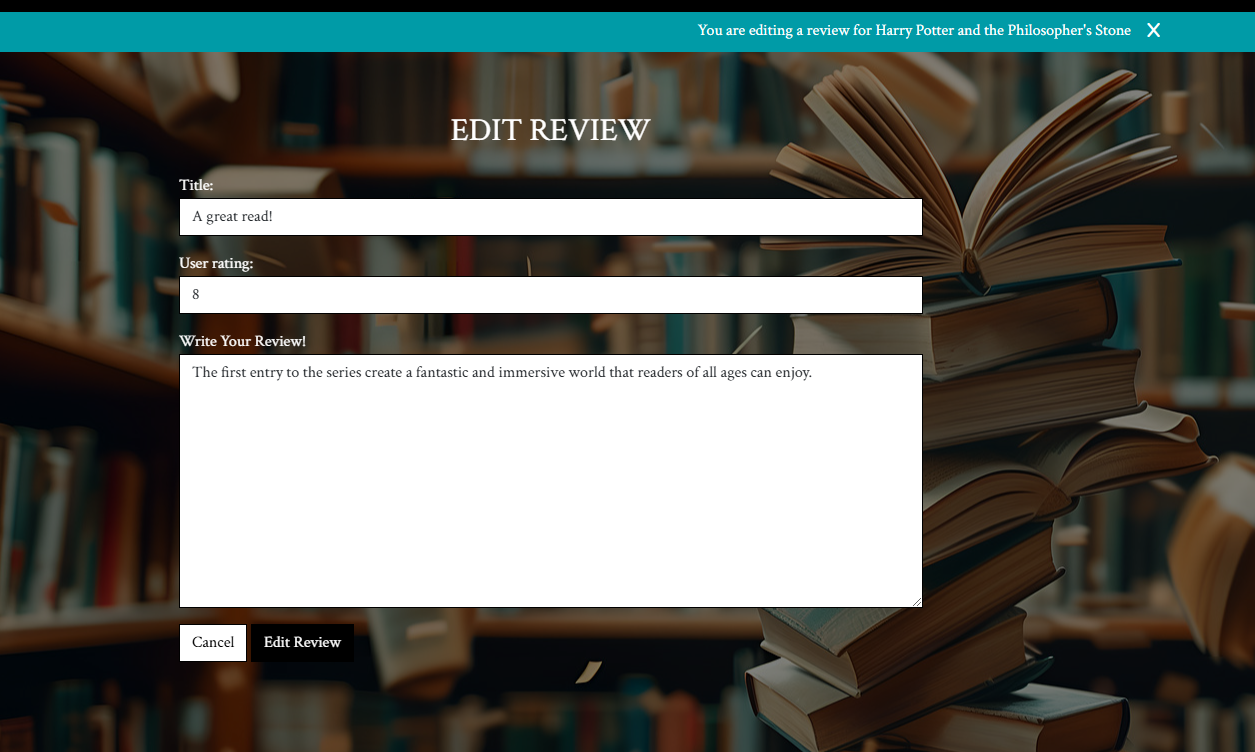 You are editing a review for Harry Potter and the Philosopher's Stone X
EDIT REVIEW
Title:
A great read!
User rating:
8
Write Your Review!
The first entry to the series create a fantastic and immersive world that readers of all ages can enjoy.
Cancel Edit Review